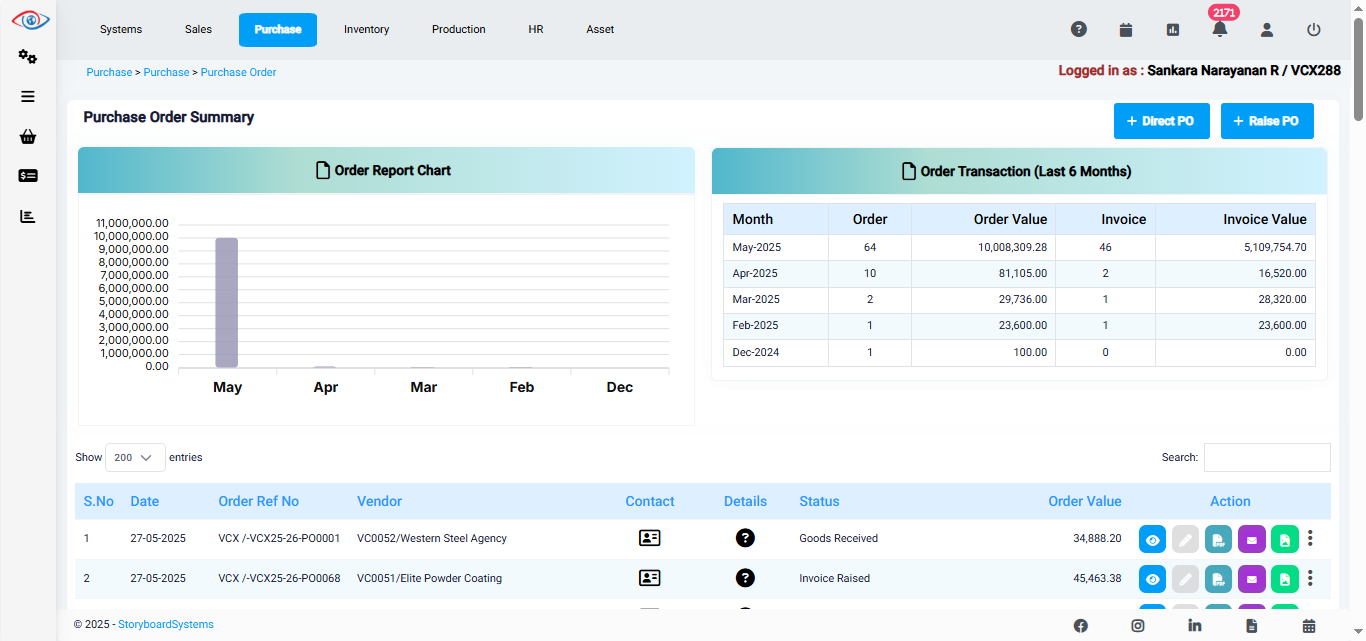 Systems Sales Purchase Inventory Production HR Asset 2171
Purchase > Purchase > Purchase Order
Logged in as : Sankara Narayanan R / VCX288
Purchase Order Summary
+ Direct PO + Raise PO
Order Report Chart
11,000,000.00
10,000,000.00
9,000,000.00
8,000,000.00
7,000,000.00
6,000,000.00
5,000,000.00
4,000,000.00
3,000,000.00
2,000,000.00
1,000,000.00
0.00
May Apr Mar Feb Dec
Order Transaction (Last 6 Months)
Month Order Order Value Invoice Invoice Value
May-2025 64 10,008,309.28 46 5,109,754.70
Apr-2025 10 81,105.00 2 16,520.00
Mar-2025 2 29,736.00 1 28,320.00
Feb-2025 1 23,600.00 1 23,600.00
Dec-2024 1 100.00 0 0.00
Show 200 entries
Search:
S.No Date Order Ref No Vendor Contact Details Status Order Value Action
1 27-05-2025 VCX /-VCX25-26-PO0001 VC0052/Western Steel Agency Goods Received 34,888.20
2 27-05-2025 VCX /-VCX25-26-PO0068 VC0051/Elite Powder Coating Invoice Raised 45,463.38
© 2025 - StoryboardSystems